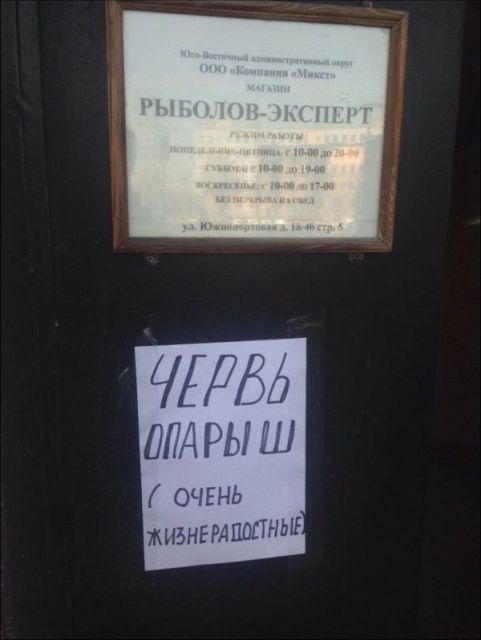 Юго-Восточный административный округ
ООО «Компания «Микст»
МАГАЗИН
РЫБОЛОВ-ЭКСПЕРТ
РЕЖИМ РАБОТЫ
ПОНЕДЕЛЬНИК-ПЯТНИЦА: С 10-00 ДО 20-00
СУББОТА: С 10-00 ДО 19-00
ВОСКРЕСЕНЬЕ: С 10-00 ДО 17-00
БЕЗ ПЕРЕРЫВА НА ОБЕД
ул. Южнопортовая д. 18/40 стр. 5
ЧЕРВЬ
ОПАРЫШ
( ОЧЕНЬ
ЖИЗНЕРАДОСТНЫЕ)